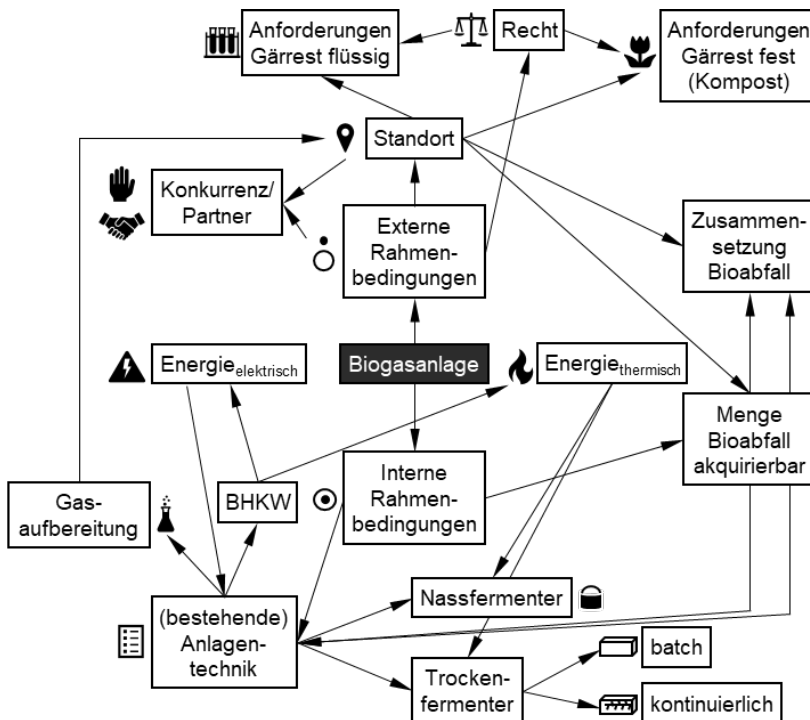 Anforderungen
Gärrest flüssig
Recht
Anforderungen
Gärrest fest
(Kompost)
Standort
Konkurrenz/
Partner
Externe
Rahmen-
bedingungen
Zusammen-
setzung
Bioabfall
Energieelektrisch
Biogasanlage
Energiethermisch
Menge
Bioabfall
akquirierbar
Gas-
aufbereitung
BHKW
Interne
Rahmen-
bedingungen
Nassfermenter
(bestehende)
Anlagen-
technik
Trocken-
fermenter
batch
kontinuierlich